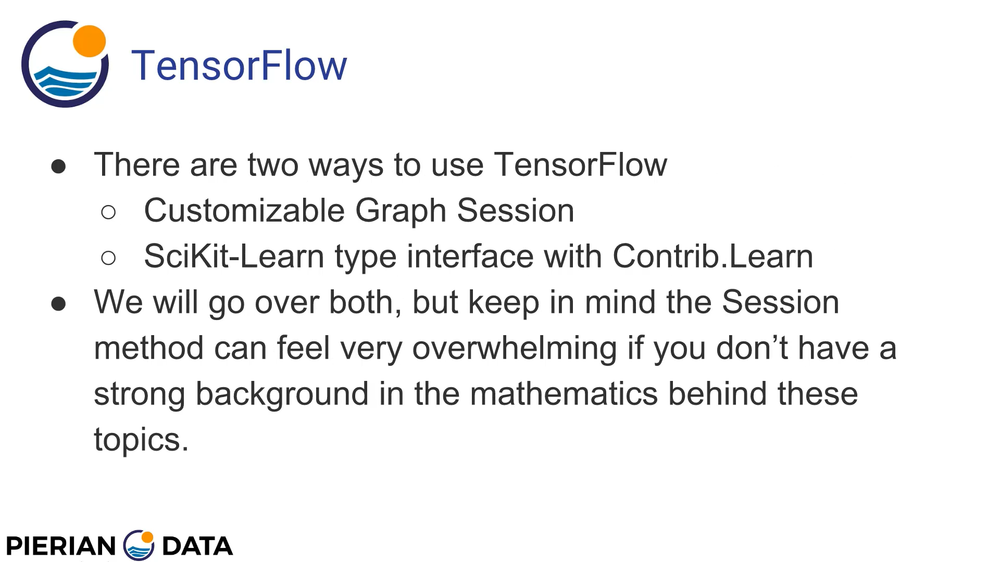 TensorFlow
● There are two ways to use TensorFlow
○ Customizable Graph Session
○ SciKit-Learn type interface with Contrib.Learn
● We will go over both, but keep in mind the Session
method can feel very overwhelming if you don’t have a
strong background in the mathematics behind these
topics.
PIERIAN DATA